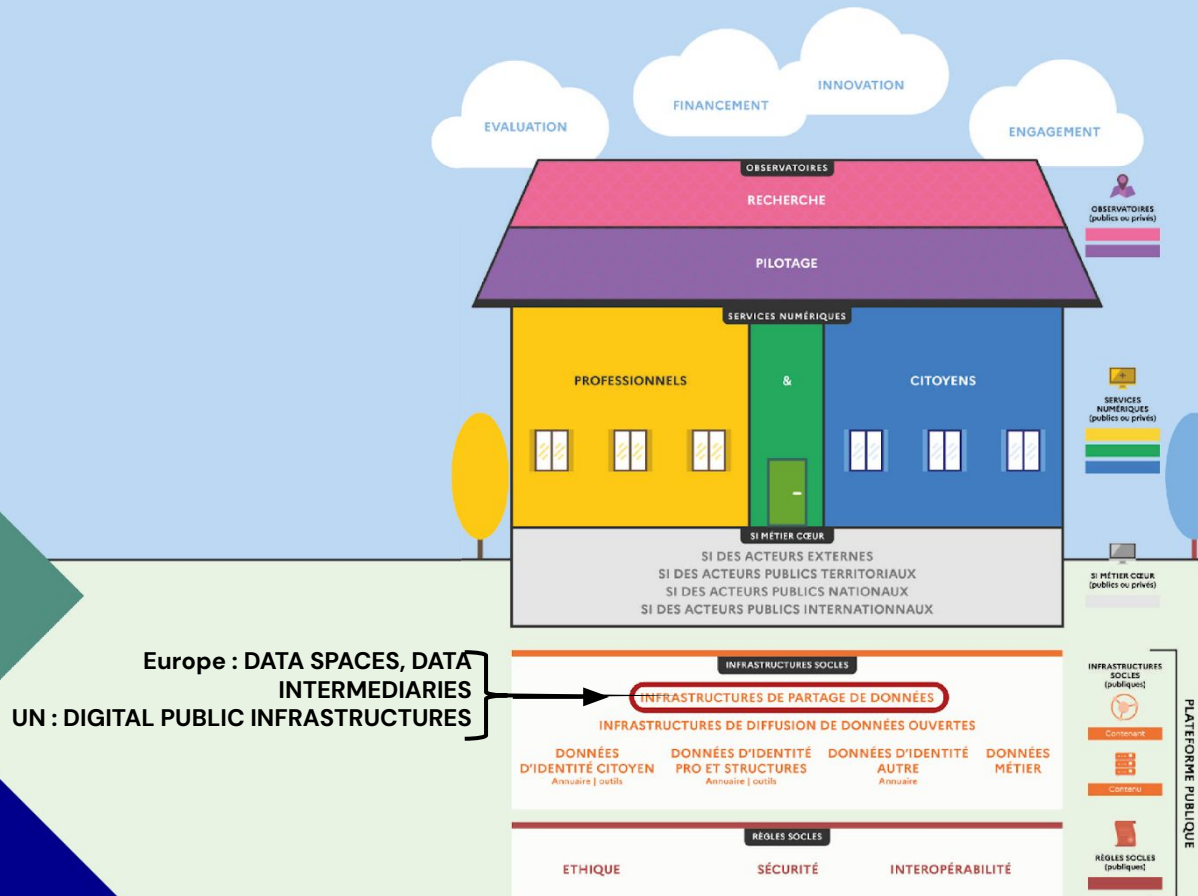 EVALUATION
FINANCEMENT
INNOVATION
ENGAGEMENT
OBSERVATOIRES
RECHERCHE
PILOTAGE
SERVICES NUMÉRIQUES
PROFESSIONNELS
&
CITOYENS
SI MÉTIER CŒUR
SI DES ACTEURS EXTERNES
SI DES ACTEURS PUBLICS TERRITORIAUX
SI DES ACTEURS PUBLICS NATIONAUX
SI DES ACTEURS PUBLICS INTERNATIONNAUX
Europe : DATA SPACES, DATA
INTERMEDIARIES
UN : DIGITAL PUBLIC INFRASTRUCTURES
INFRASTRUCTURES SOCLES
INFRASTRUCTURES DE PARTAGE DE DONNÉES
INFRASTRUCTURES DE DIFFUSION DE DONNÉES OUVERTES
DONNÉES
D'IDENTITÉ CITOYEN
Annuaire | outils
DONNÉES D'IDENTITÉ
PRO ET STRUCTURES
Annuaire | outils
DONNÉES D'IDENTITÉ
AUTRE
Annuaire
DONNÉES
MÉTIER
RÈGLES SOCLES
ETHIQUE
SÉCURITÉ
INTEROPÉRABILITÉ
OBSERVATOIRES
(publics ou privés)
SERVICES
NUMÉRIQUES
(publics ou privés)
SI MÉTIER CŒUR
(publics ou privés)
INFRASTRUCTURES
SOCLES
(publiques)
Contenant
Contenu
RÈGLES SOCLES
(publiques)
PLATEFORME PUBLIQUE